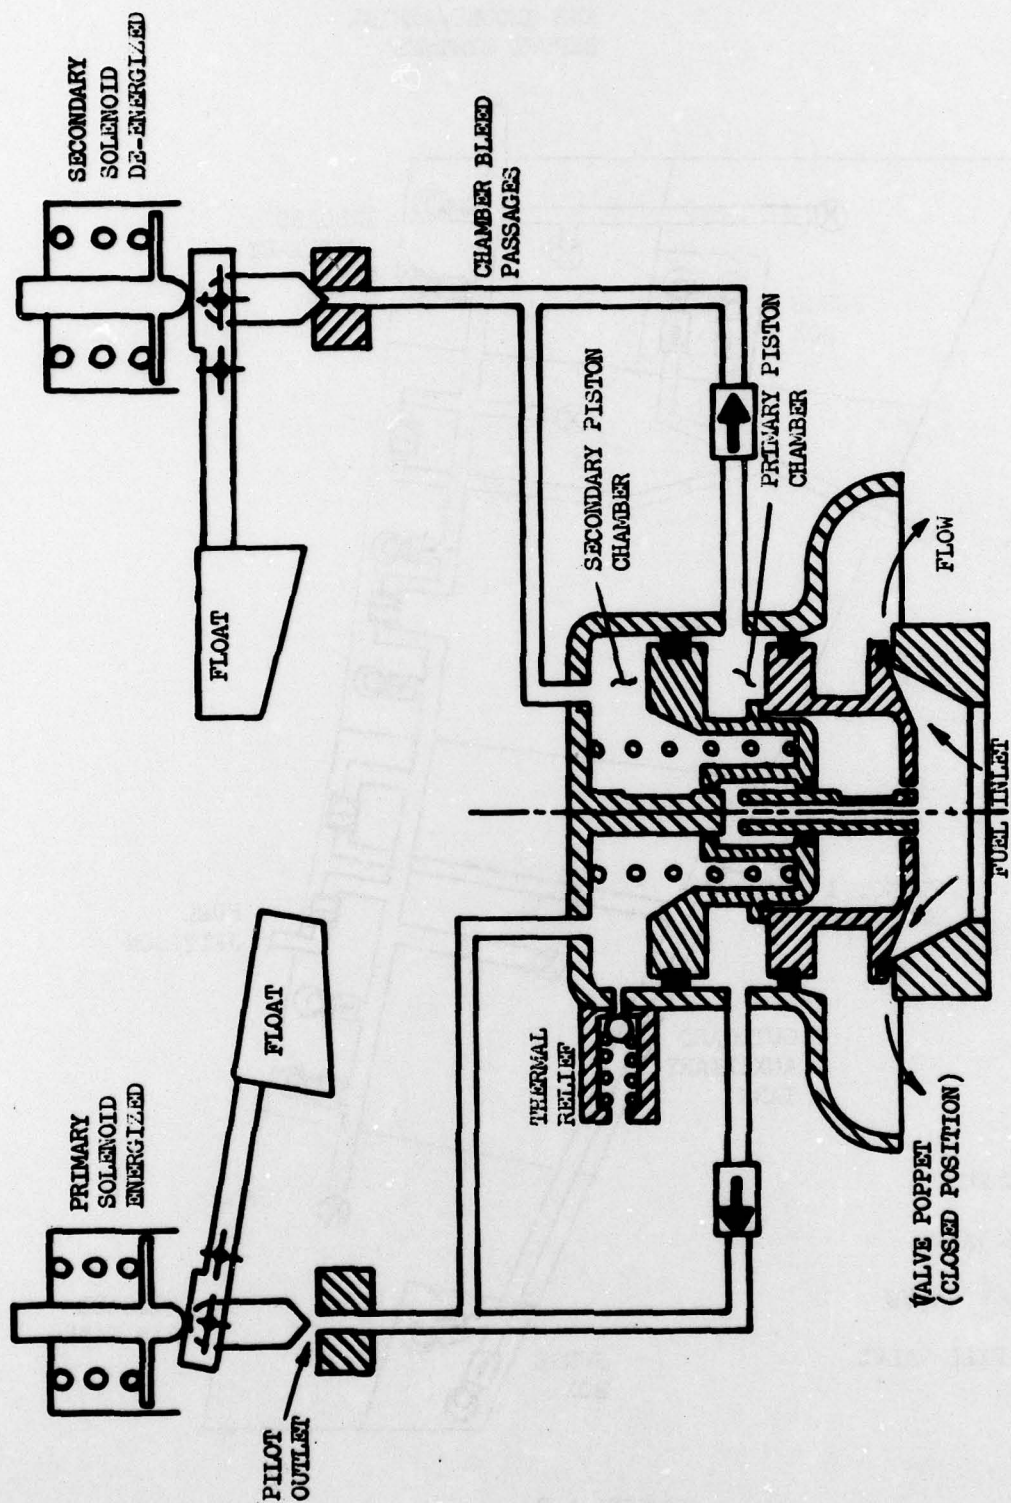 SECONDARY
SOLENOID
DE-ENERGIZED
CHAMBER BLEED
PASSAGES
FLOAT
SECONDARY PISTON
CHAMBER
PRIMARY PISTON
CHAMBER
FLOW
FUEL INLET
PRIMARY
SOLENOID
ENERGIZED
FLOAT
THERMAL
RELIEF
PILOT
OUTLET
VALVE POPPET
(CLOSED POSITION)